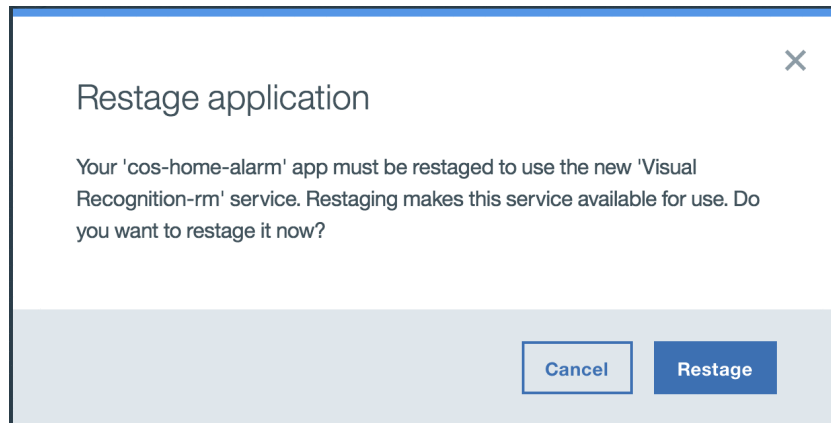 Restage application
Your 'cos-home-alarm' app must be restaged to use the new 'Visual
Recognition-rm' service. Restaging makes this service available for use. Do
you want to restage it now?
Cancel Restage